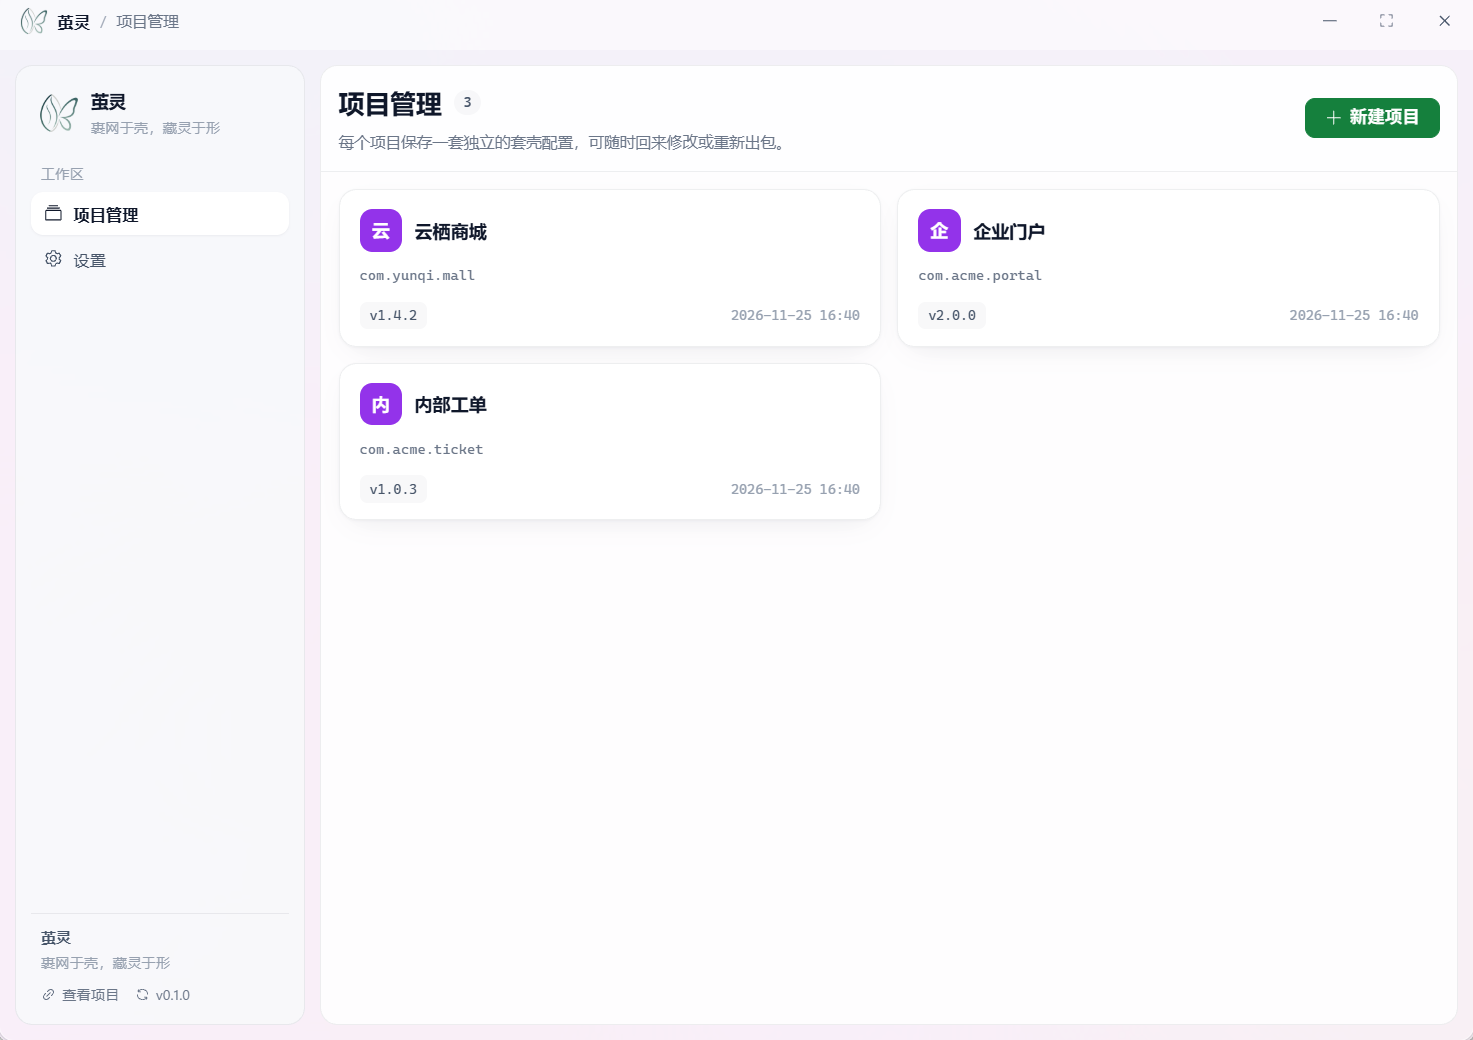 茧灵 / 项目管理
茧灵
裹网于壳，藏灵于形
工作区
项目管理
设置
茧灵
裹网于壳，藏灵于形
查看项目 v0.1.0
项目管理 3
每个项目保存一套独立的套壳配置，可随时回来修改或重新出包。
+ 新建项目
云 云栖商城
com.yunqi.mall
v1.4.2 2026-11-25 16:40
企 企业门户
com.acme.portal
v2.0.0 2026-11-25 16:40
内 内部工单
com.acme.ticket
v1.0.3 2026-11-25 16:40